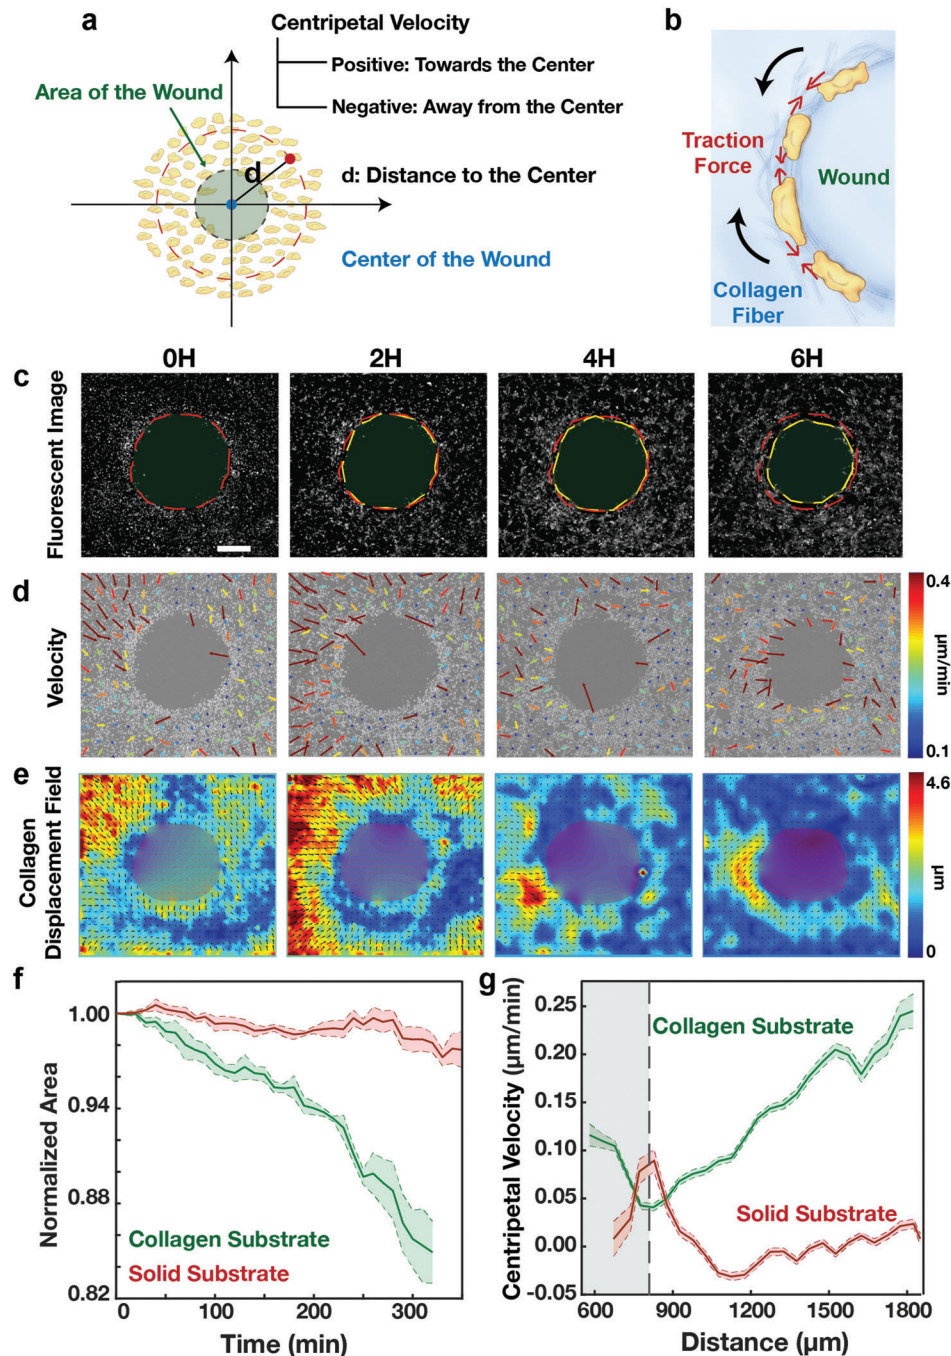 a
Centripetal Velocity
Positive: Towards the Center
Negative: Away from the Center
Area of the Wound
d
d: Distance to the Center
Center of the Wound
b
Traction
Force
Wound
Collagen
Fiber
0H 2H 4H 6H
c
Fluorescent Image
d
Velocity
0.4
µm/min
0.1
e
Collagen
Displacement Field
4.6
µm
0
f
Normalized Area
1.00
0.94
0.88
0.82
Collagen Substrate
Solid Substrate
0 100 200 300
Time (min)
g
Centripetal Velocity (µm/min)
0.25
0.20
0.15
0.10
0.05
0.00
-0.05
Collagen Substrate
Solid Substrate
600 900 1200 1500 1800
Distance (µm)